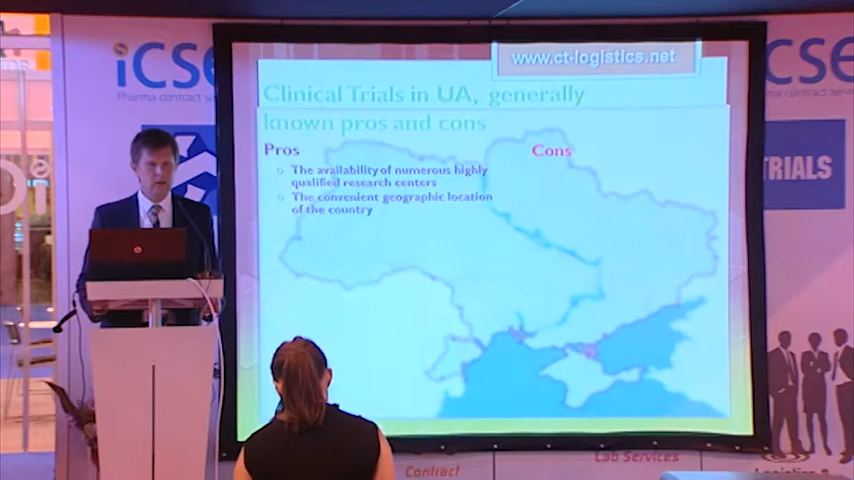 iCSE
Pharma contract
www.ct-logistics.net
Clinical Trials in UA, generally
known pros and cons
Pros
Cons
The availability of numerous highly
qualified research centers
The convenient geographic location
of the country
iCSE
Pharma contract
TRIALS
Contract
Lab Services